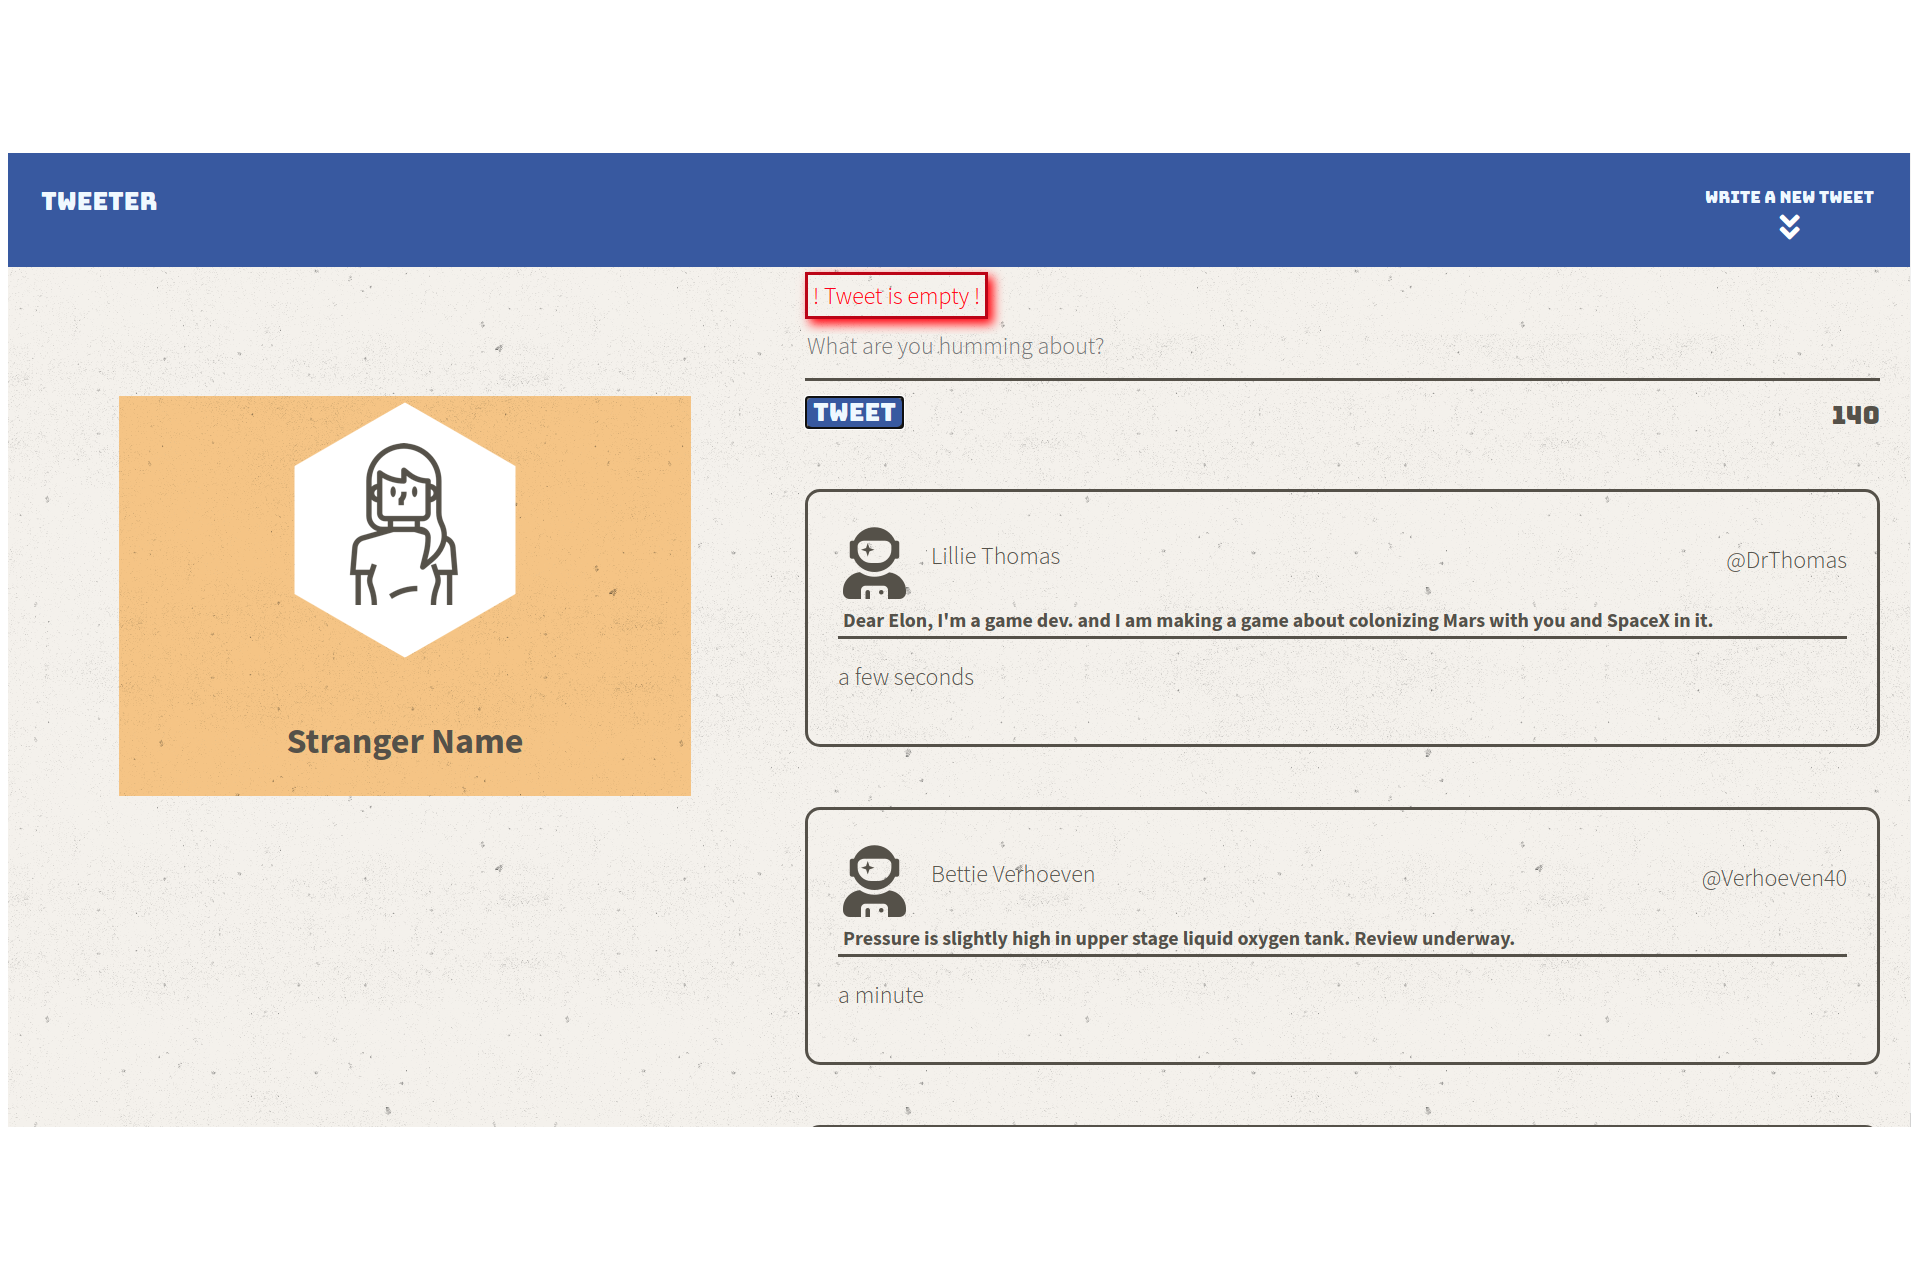 TWEETER
WRITE A NEW TWEET
! Tweet is empty !
What are you humming about?
TWEET
140
Stranger Name
Lillie Thomas
@DrThomas
Dear Elon, I'm a game dev. and I am making a game about colonizing Mars with you and SpaceX in it.
a few seconds
Bettie Verhoeven
@Verhoeven40
Pressure is slightly high in upper stage liquid oxygen tank. Review underway.
a minute